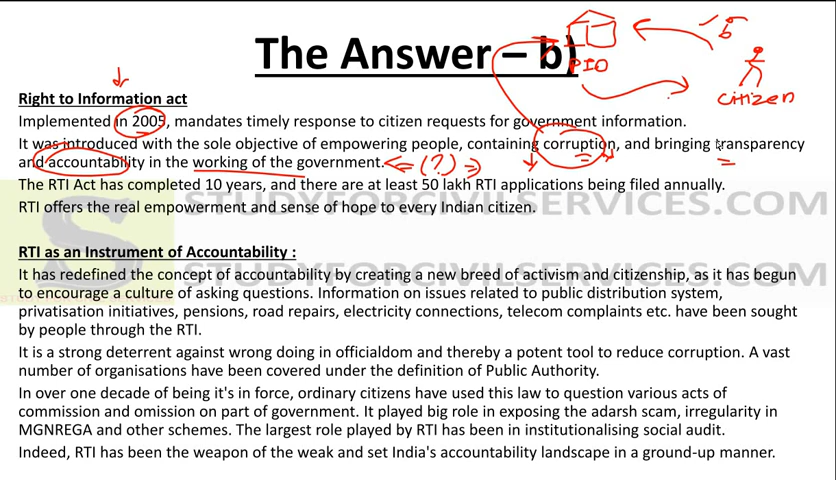 The Answer – b)
PIO
citizen
Right to Information act
Implemented in 2005, mandates timely response to citizen requests for government information.
It was introduced with the sole objective of empowering people, containing corruption, and bringing transparency
and accountability in the working of the government. (?)
The RTI Act has completed 10 years, and there are at least 50 lakh RTI applications being filed annually.
STUDYFORCIVILSERVICES.COM
RTI offers the real empowerment and sense of hope to every Indian citizen.
RTI as an Instrument of Accountability :
STUDYFORCIVILSERVICES.COM
It has redefined the concept of accountability by creating a new breed of activism and citizenship, as it has begun
to encourage a culture of asking questions. Information on issues related to public distribution system,
privatisation initiatives, pensions, road repairs, electricity connections, telecom complaints etc. have been sought
by people through the RTI.
It is a strong deterrent against wrong doing in officialdom and thereby a potent tool to reduce corruption. A vast
number of organisations have been covered under the definition of Public Authority.
In over one decade of being it's in force, ordinary citizens have used this law to question various acts of
commission and omission on part of government. It played big role in exposing the adarsh scam, irregularity in
MGNREGA and other schemes. The largest role played by RTI has been in institutionalising social audit.
Indeed, RTI has been the weapon of the weak and set India's accountability landscape in a ground-up manner.